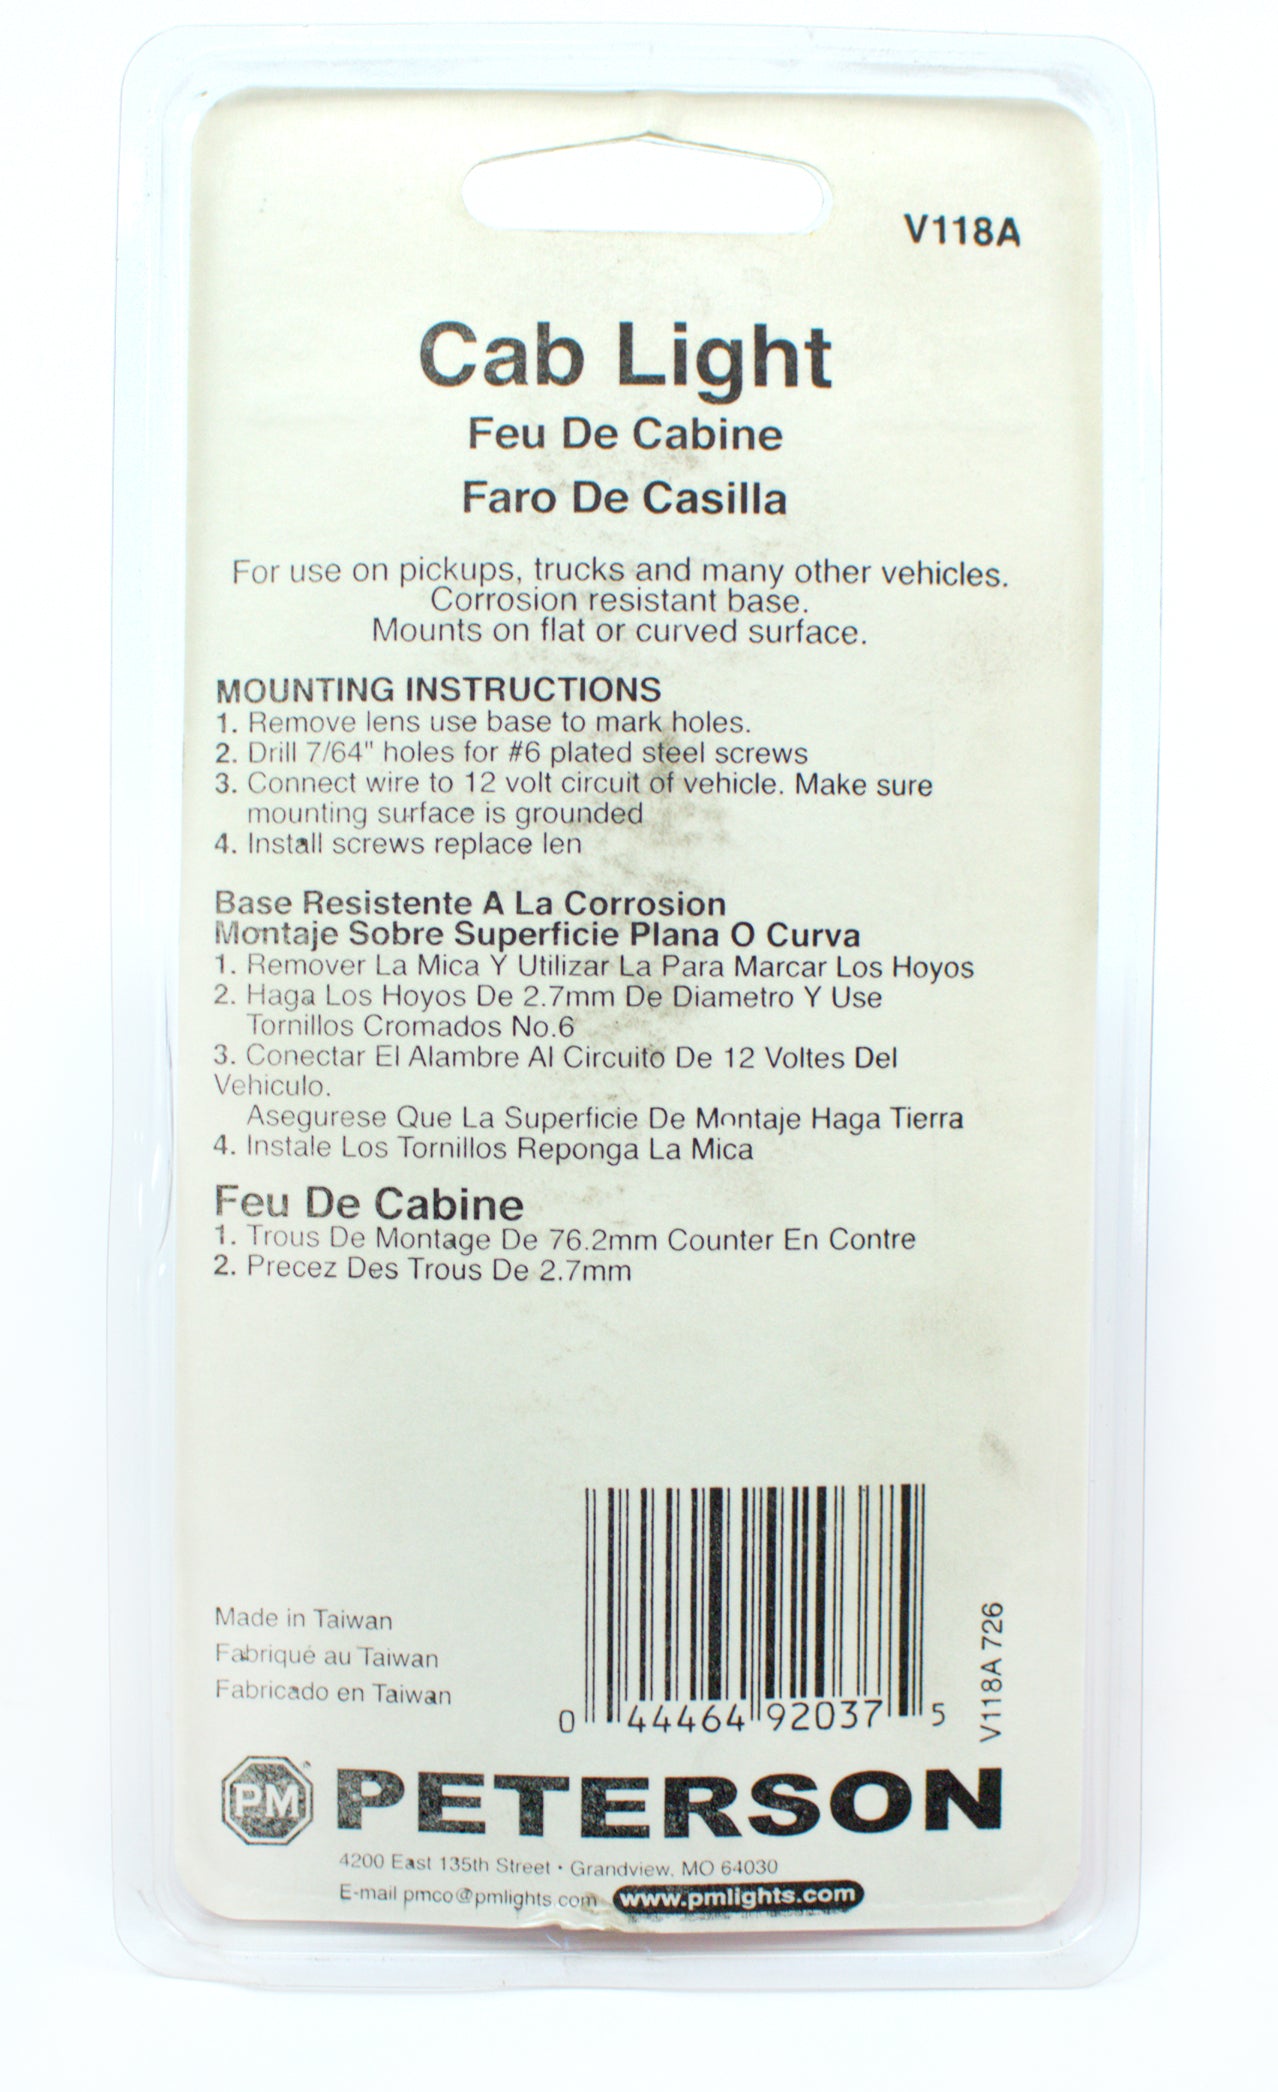 V118A
Cab Light
Feu De Cabine
Faro De Casilla
For use on pickups, trucks and many other vehicles.
Corrosion resistant base.
Mounts on flat or curved surface.
MOUNTING INSTRUCTIONS
1. Remove lens use base to mark holes.
2. Drill 7/64" holes for #6 plated steel screws
3. Connect wire to 12 volt circuit of vehicle. Make sure
mounting surface is grounded
4. Install screws replace len
Base Resistente A La Corrosion
Montaje Sobre Superficie Plana O Curva
1. Remover La Mica Y Utilizar La Para Marcar Los Hoyos
2. Haga Los Hoyos De 2.7mm De Diametro Y Use
Tornillos Cromados No.6
3. Conectar El Alambre Al Circuito De 12 Voltes Del
Vehiculo.
Asegurese Que La Superficie De Montaje Haga Tierra
4. Instale Los Tornillos Reponga La Mica
Feu De Cabine
1. Trous De Montage De 76.2mm Counter En Contre
2. Precez Des Trous De 2.7mm
Made in Taiwan
Fabriqué au Taiwan
Fabricado en Taiwan
0 44464 92037 5
V118A 726
PM PETERSON
4200 East 135th Street • Grandview, MO 64030
E-mail pmco@pmlights.com www.pmlights.com